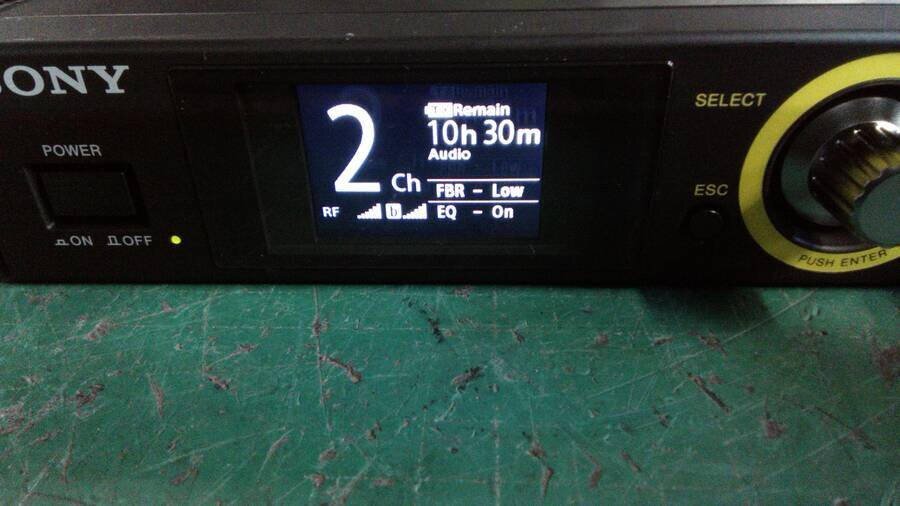 SONY
POWER
ON OFF
2 Ch
RF b
Remain
10h 30m
Audio
FBR - Low
EQ - On
SELECT
ESC
PUSH ENTER